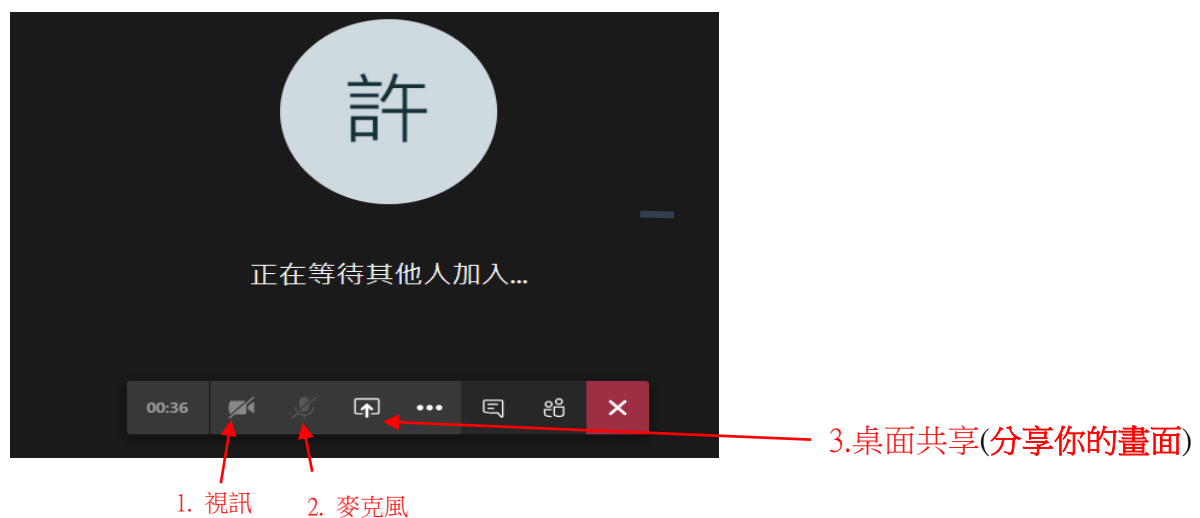 許
正在等待其他人加入...
00:36
3.桌面共享(分享你的畫面)
1. 視訊
2. 麥克風